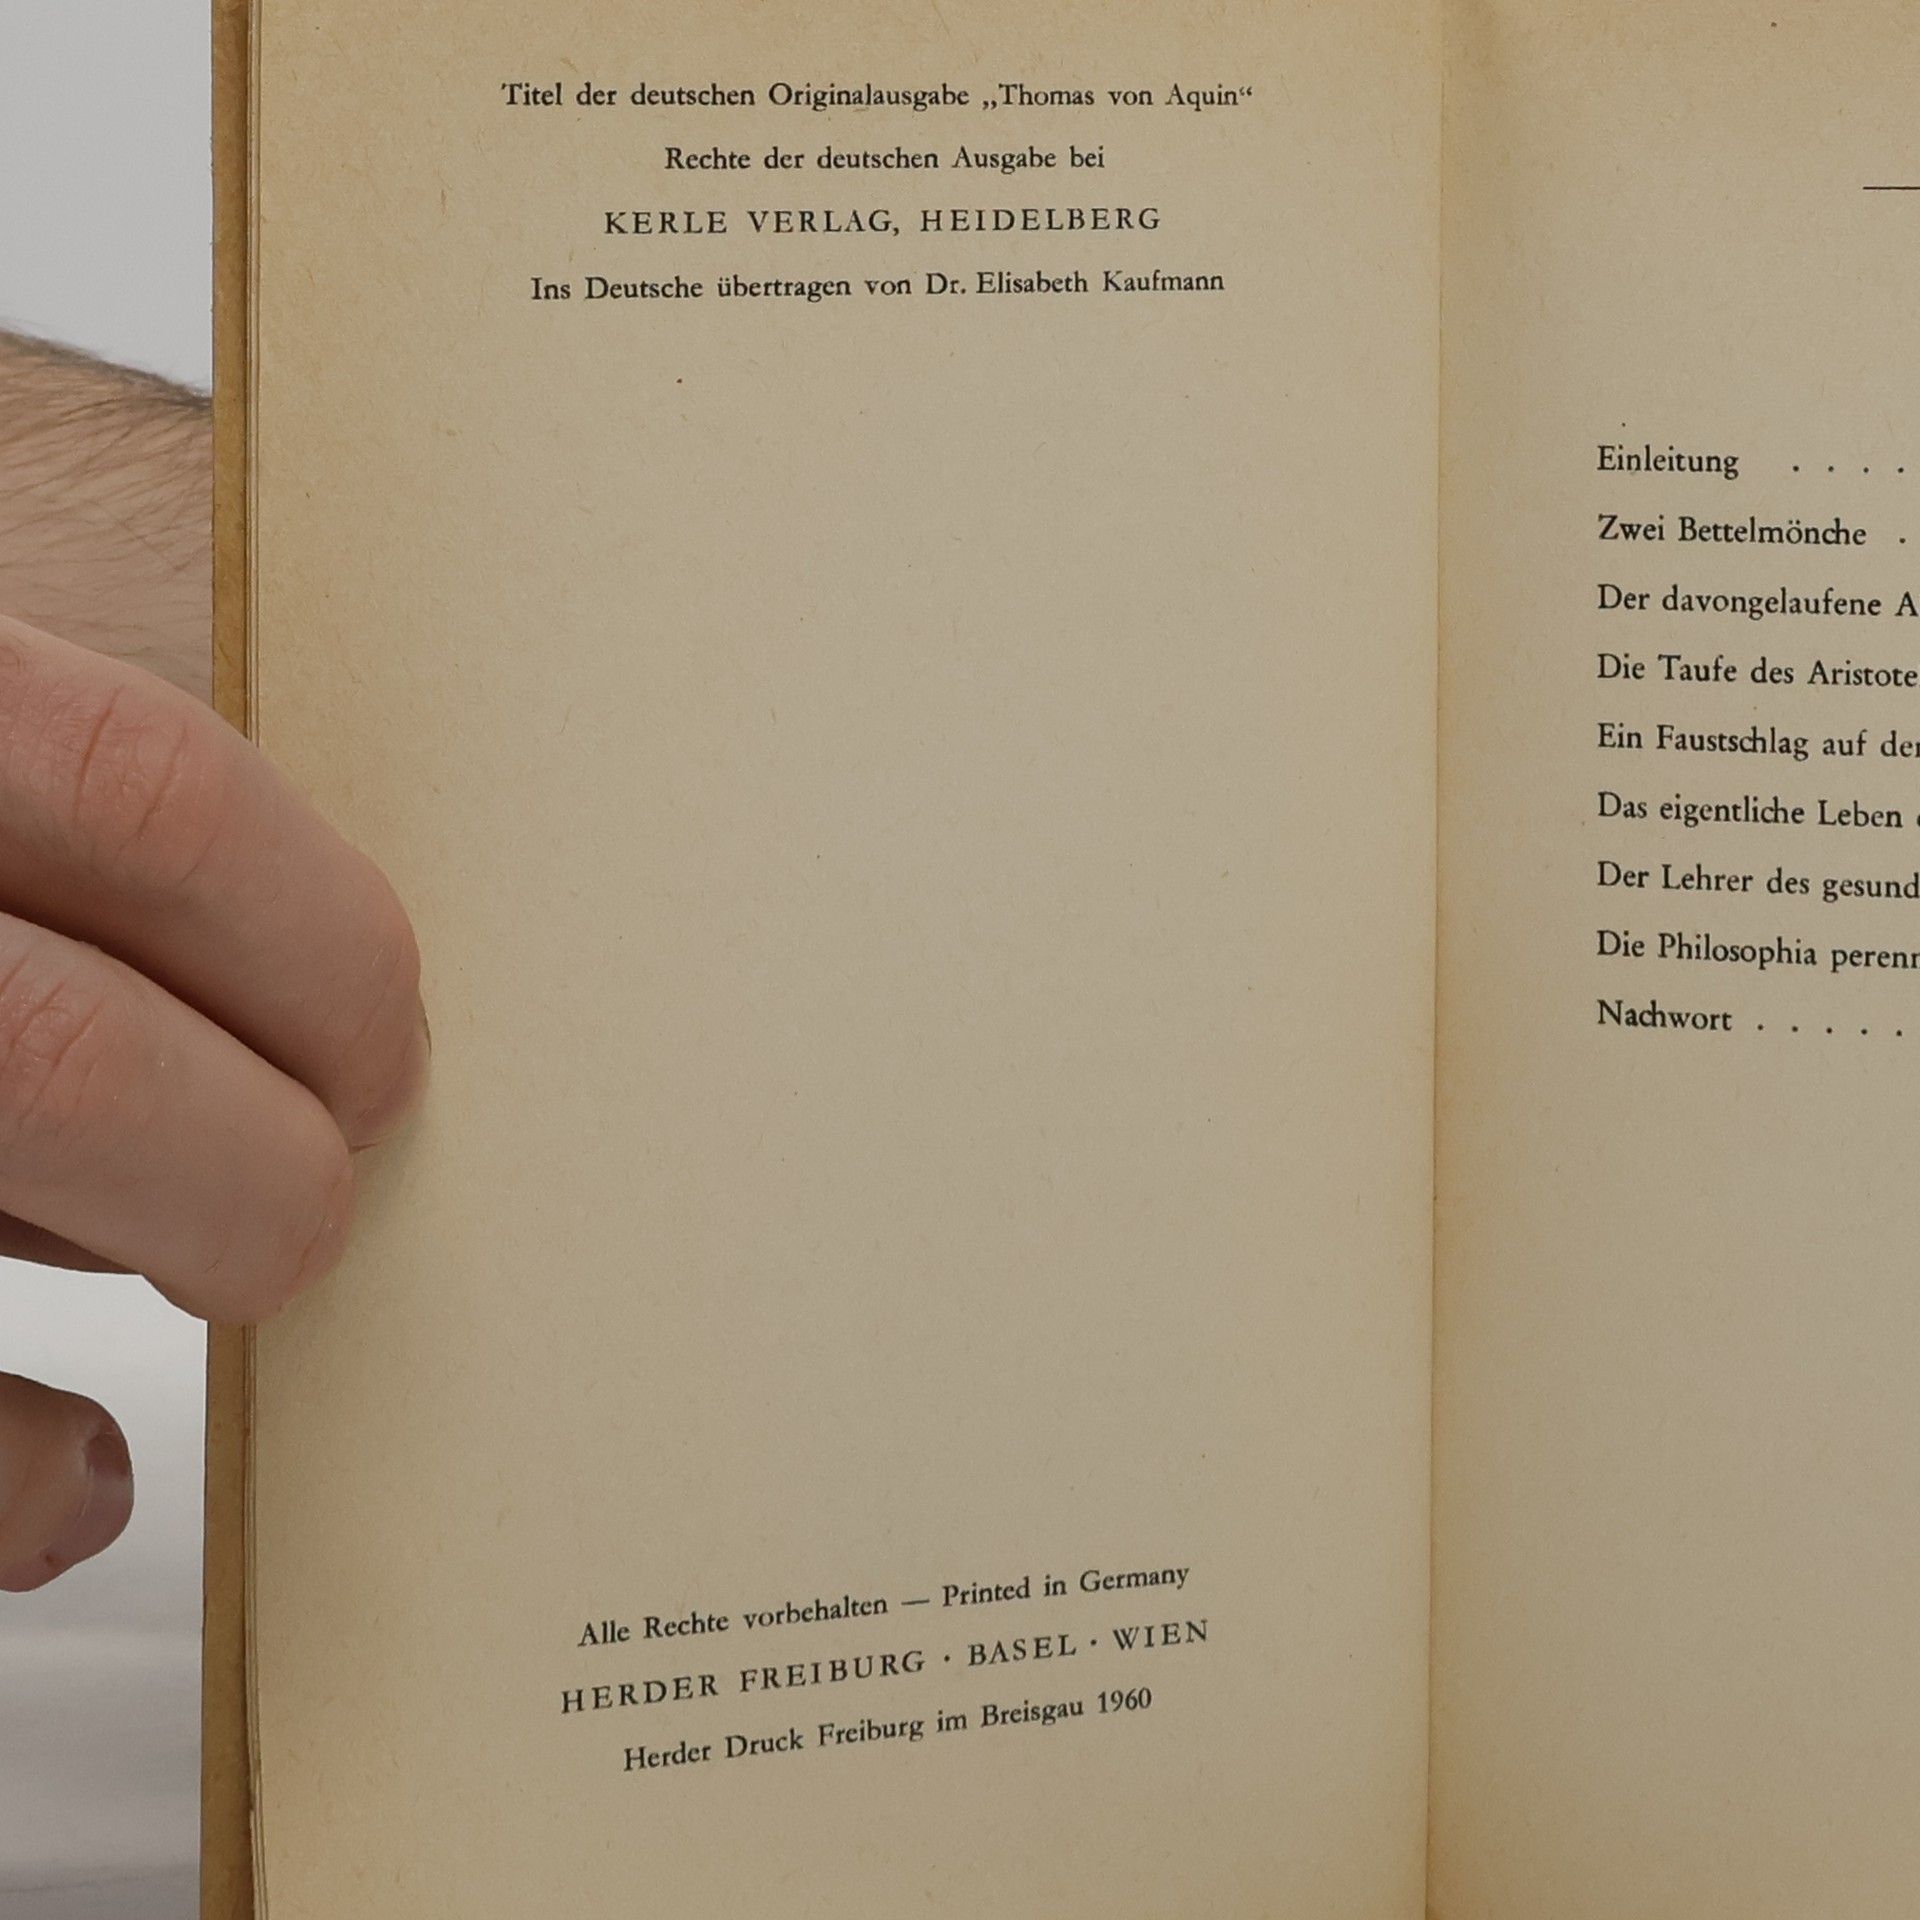 Titel der deutschen Originalausgabe „Thomas von Aquin“
Rechte der deutschen Ausgabe bei
KERLE VERLAG, HEIDELBERG
Ins Deutsche übertragen von Dr. Elisabeth Kaufmann
Alle Rechte vorbehalten — Printed in Germany
HERDER FREIBURG · BASEL · WIEN
Herder Druck Freiburg im Breisgau 1960
Einleitung . . . .
Zwei Bettelmönche .
Der davongelaufene A
Die Taufe des Aristote
Ein Faustschlag auf
Das eigentliche Leben
Der Lehrer des gesund
Die Philosophia peren
Nachwort . . . . .